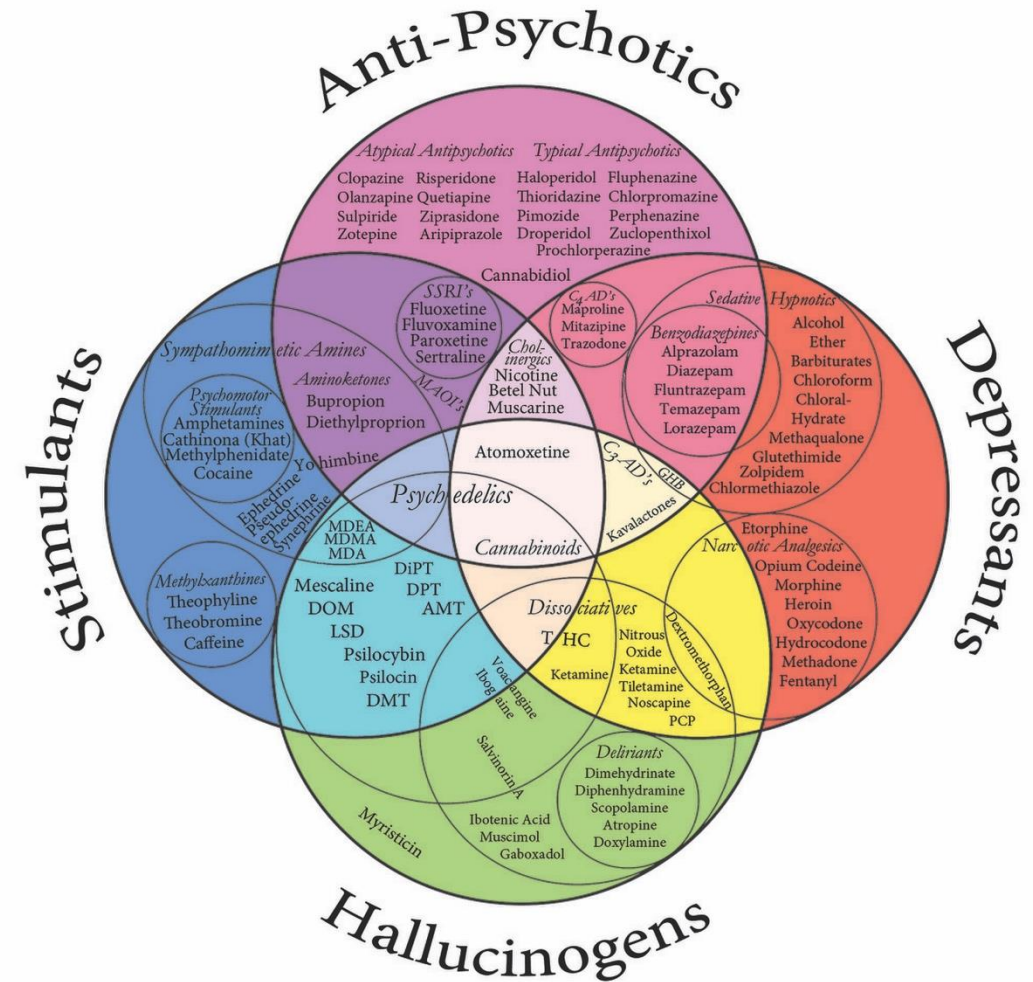 Anti-Psychotics
Atypical Antipsychotics
Clopazine Risperidone
Olanzapine Quetiapine
Sulpiride Ziprasidone
Zotepine Aripiprazole
Typical Antipsychotics
Haloperidol Fluphenazine
Thioridazine Chlorpromazine
Pimozide Perphenazine
Droperidol Zuclopenthixol
Prochlorperazine
Cannabidiol
SSRI's
Fluoxetine
Fluvoxamine
Paroxetine
Sertraline
C4 AD's
Maproline
Mitazipine
Trazodone
Sedative Hypnotics
Benzodiazepines
Alprazolam
Diazepam
Fluntrazepam
Temazepam
Lorazepam
Alcohol
Ether
Barbiturates
Chloroform
Chloral-
Hydrate
Methaqualone
Glutethimide
Zolpidem
Chlormethiazole
Depressants
Stimulants
Sympathomimetic Amines
Psychomotor
Stimulants
Amphetamines
Cathinona (Khat)
Methylphenidate
Cocaine
Aminoketones
Bupropion
Diethylproprion
MAOI's
Chol-
inergics
Nicotine
Betel Nut
Muscarine
Yohimbine
Ephedrine
Pseudo-
ephedrine
Synephrine
Atomoxetine
C3-AD's
GHB
Kavalactones
Psychedelics
MDEA
MDMA
MDA
Cannabinoids
Methylxanthines
Theophyline
Theobromine
Caffeine
DiPT
DPT
AMT
Mescaline
DOM
LSD
Psilocybin
Psilocin
DMT
Dissociatives
THC
Ketamine
Nitrous
Oxide
Ketamine
Tiletamine
Noscapine
PCP
Dextromethorphan
Etorphine
Narcotic Analgesics
Opium Codeine
Morphine
Heroin
Oxycodone
Hydrocodone
Methadone
Fentanyl
Voacangine
Ibogaine
Salvinorin A
Deliriants
Dimehydrinate
Diphenhydramine
Scopolamine
Atropine
Doxylamine
Ibotenic Acid
Muscimol
Gaboxadol
Myristicin
Hallucinogens